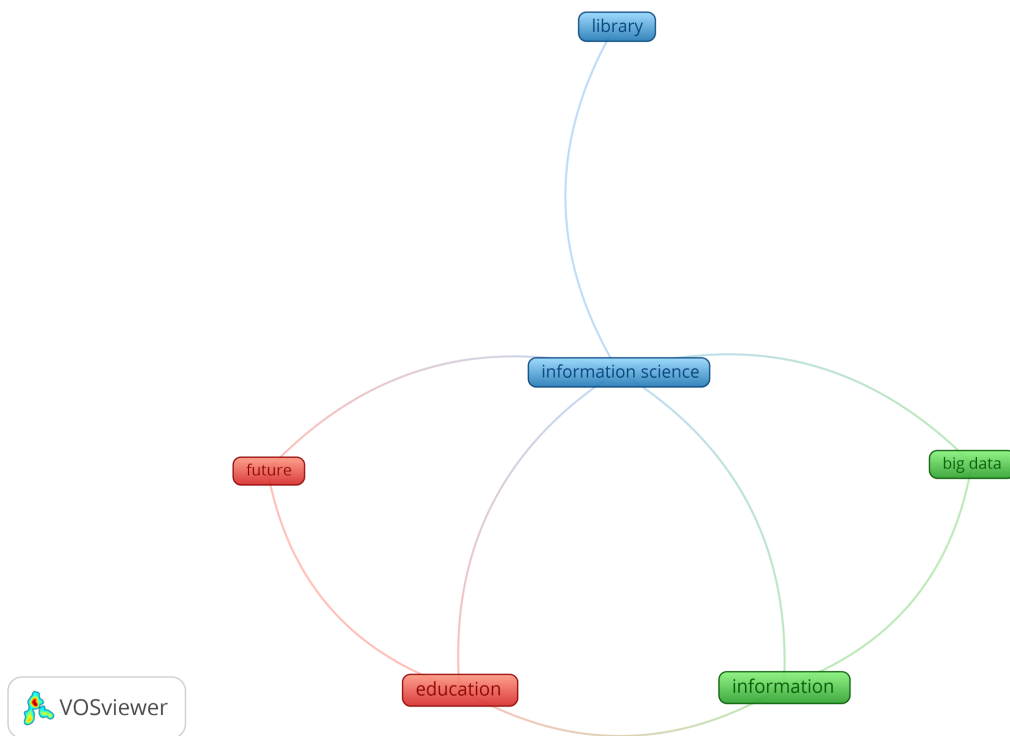 library
information science
future
big data
education
information
VOSviewer